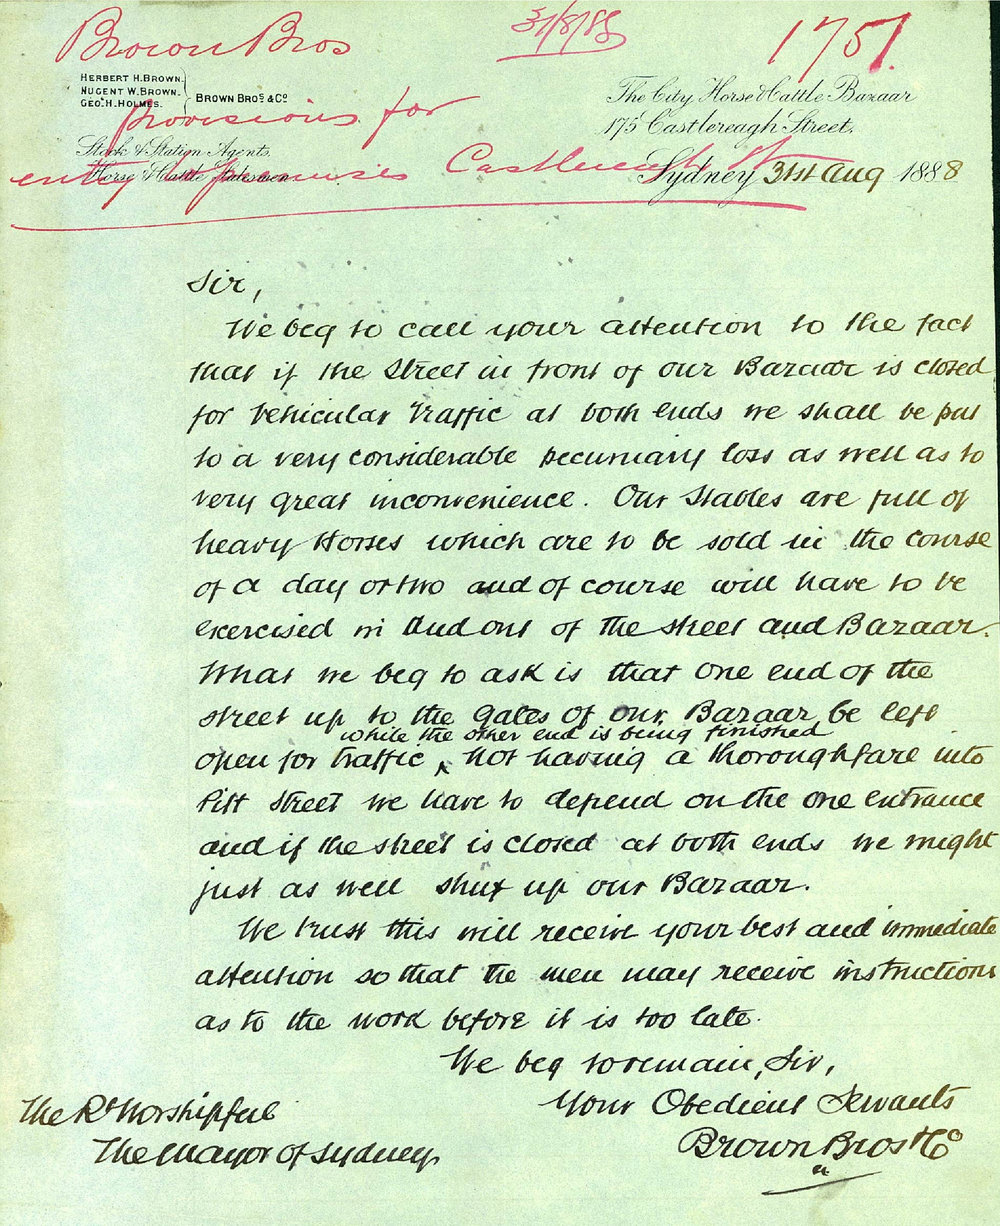 Brown Bros
31/8/88
1757.
HERBERT H. BROWN.
NUGENT W. BROWN.
GEO. H. HOLMES.
BROWN BROS & CO
provisions for
Stock & Station Agents.
Horse & Cattle Salesmen
entry to premises Castlereagh St
The City Horse & Cattle Bazaar
175 Castlereagh Street.
Sydney 31st Aug 1888
Sir,
We beg to call your attention to the fact
that if the Street in front of our Bazaar is closed
for vehicular traffic at both ends we shall be put
to a very considerable pecuniary loss as well as to
very great inconvenience. Our Stables are full of
heavy Horses which are to be sold in the course
of a day or two and of course will have to be
exercised in and out of the street and Bazaar.
What we beg to ask is that one end of the
street up to the gates of our Bazaar be left
while the other end is being finished
open for traffic ^ not having a thoroughfare into
Pitt Street we have to depend on the one entrance
and if the street is closed at both ends we might
just as well shut up our Bazaar.
We trust this will receive your best and immediate
attention so that the men may receive instructions
as to the work before it is too late.
We beg to remain, Sir,
Your Obedient Servants
Brown Bros & Co
The Rt Worshipful
The Mayor of Sydney